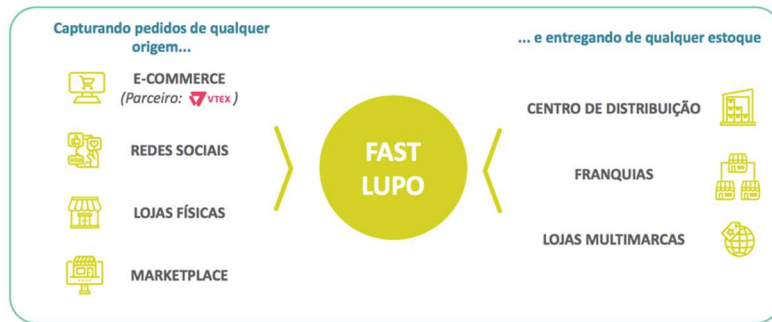 Capturando pedidos de qualquer
origem...
E-COMMERCE
(Parceiro: VTEX )
REDES SOCIAIS
LOJAS FÍSICAS
MARKETPLACE
FAST
LUPO
... e entregando de qualquer estoque
CENTRO DE DISTRIBUIÇÃO
FRANQUIAS
LOJAS MULTIMARCAS